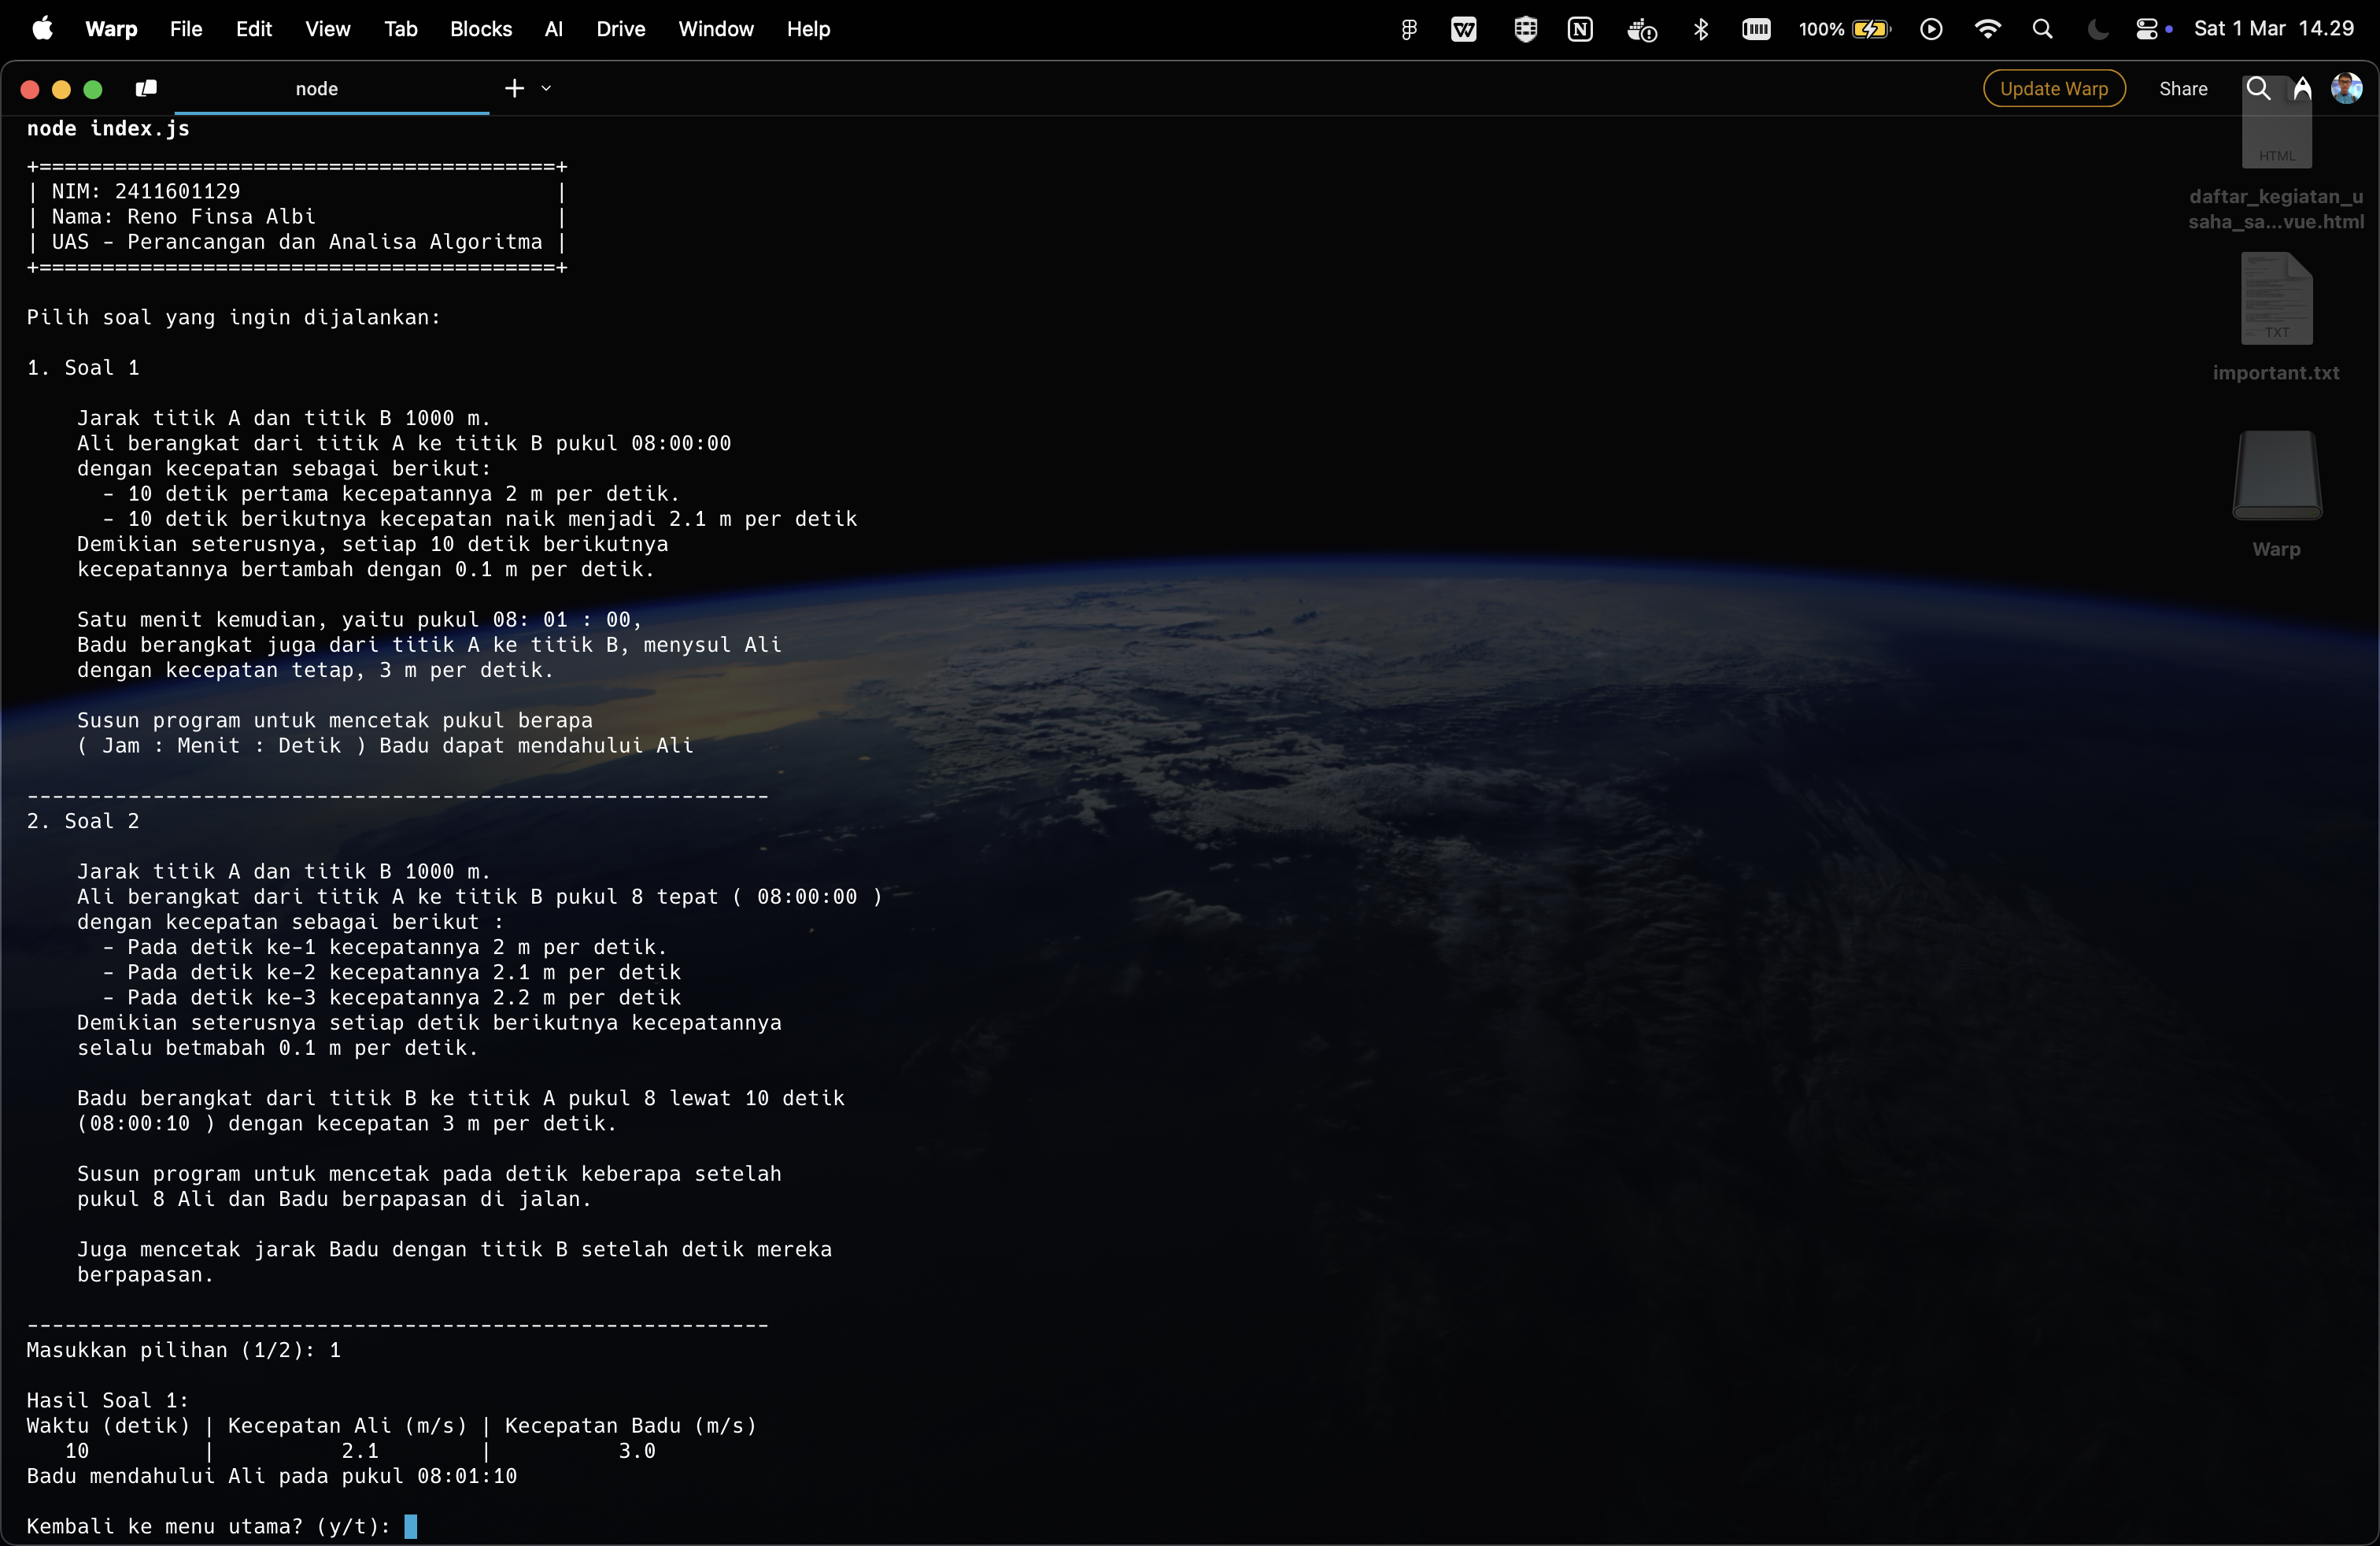 Warp File Edit View Tab Blocks AI Drive Window Help 100% Sat 1 Mar 14.29
node Update Warp Share
node index.js
+=========================================+
| NIM: 2411601129 |
| Nama: Reno Finsa Albi |
| UAS - Perancangan dan Analisa Algoritma |
+=========================================+
Pilih soal yang ingin dijalankan:
1. Soal 1
Jarak titik A dan titik B 1000 m.
Ali berangkat dari titik A ke titik B pukul 08:00:00
dengan kecepatan sebagai berikut:
- 10 detik pertama kecepatannya 2 m per detik.
- 10 detik berikutnya kecepatan naik menjadi 2.1 m per detik
Demikian seterusnya, setiap 10 detik berikutnya
kecepatannya bertambah dengan 0.1 m per detik.
Satu menit kemudian, yaitu pukul 08: 01 : 00,
Badu berangkat juga dari titik A ke titik B, menysul Ali
dengan kecepatan tetap, 3 m per detik.
Susun program untuk mencetak pukul berapa
( Jam : Menit : Detik ) Badu dapat mendahului Ali
-----------------------------------------------------------
2. Soal 2
Jarak titik A dan titik B 1000 m.
Ali berangkat dari titik A ke titik B pukul 8 tepat ( 08:00:00 )
dengan kecepatan sebagai berikut :
- Pada detik ke-1 kecepatannya 2 m per detik.
- Pada detik ke-2 kecepatannya 2.1 m per detik
- Pada detik ke-3 kecepatannya 2.2 m per detik
Demikian seterusnya setiap detik berikutnya kecepatannya
selalu betmabah 0.1 m per detik.
Badu berangkat dari titik B ke titik A pukul 8 lewat 10 detik
(08:00:10 ) dengan kecepatan 3 m per detik.
Susun program untuk mencetak pada detik keberapa setelah
pukul 8 Ali dan Badu berpapasan di jalan.
Juga mencetak jarak Badu dengan titik B setelah detik mereka
berpapasan.
-----------------------------------------------------------
Masukkan pilihan (1/2): 1
Hasil Soal 1:
Waktu (detik) | Kecepatan Ali (m/s) | Kecepatan Badu (m/s)
10 | 2.1 | 3.0
Badu mendahului Ali pada pukul 08:01:10
Kembali ke menu utama? (y/t):
HTML
daftar_kegiatan_u
saha_sa...vue.html
TXT
important.txt
Warp